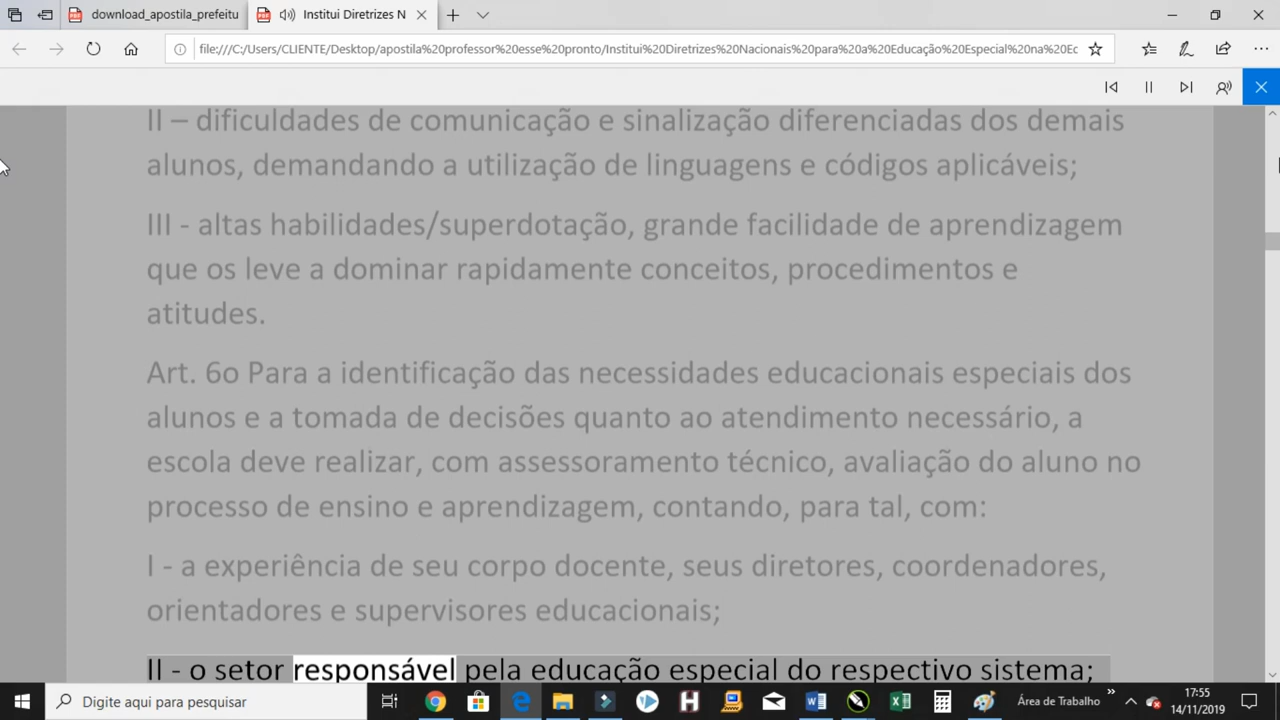 download_apostila_prefeitu
Institui Diretrizes N
file:///C:/Users/CLIENTE/Desktop/apostila%20professor%20esse%20pronto/Institui%20Diretrizes%20Nacionais%20para%20a%20Educação%20Especial%20na%20Ec
II – dificuldades de comunicação e sinalização diferenciadas dos demais
alunos, demandando a utilização de linguagens e códigos aplicáveis;
III - altas habilidades/superdotação, grande facilidade de aprendizagem
que os leve a dominar rapidamente conceitos, procedimentos e
atitudes.
Art. 6o Para a identificação das necessidades educacionais especiais dos
alunos e a tomada de decisões quanto ao atendimento necessário, a
escola deve realizar, com assessoramento técnico, avaliação do aluno no
processo de ensino e aprendizagem, contando, para tal, com:
I - a experiência de seu corpo docente, seus diretores, coordenadores,
orientadores e supervisores educacionais;
II - o setor responsável pela educação especial do respectivo sistema;
Digite aqui para pesquisar
Área de Trabalho
17:55
14/11/2019